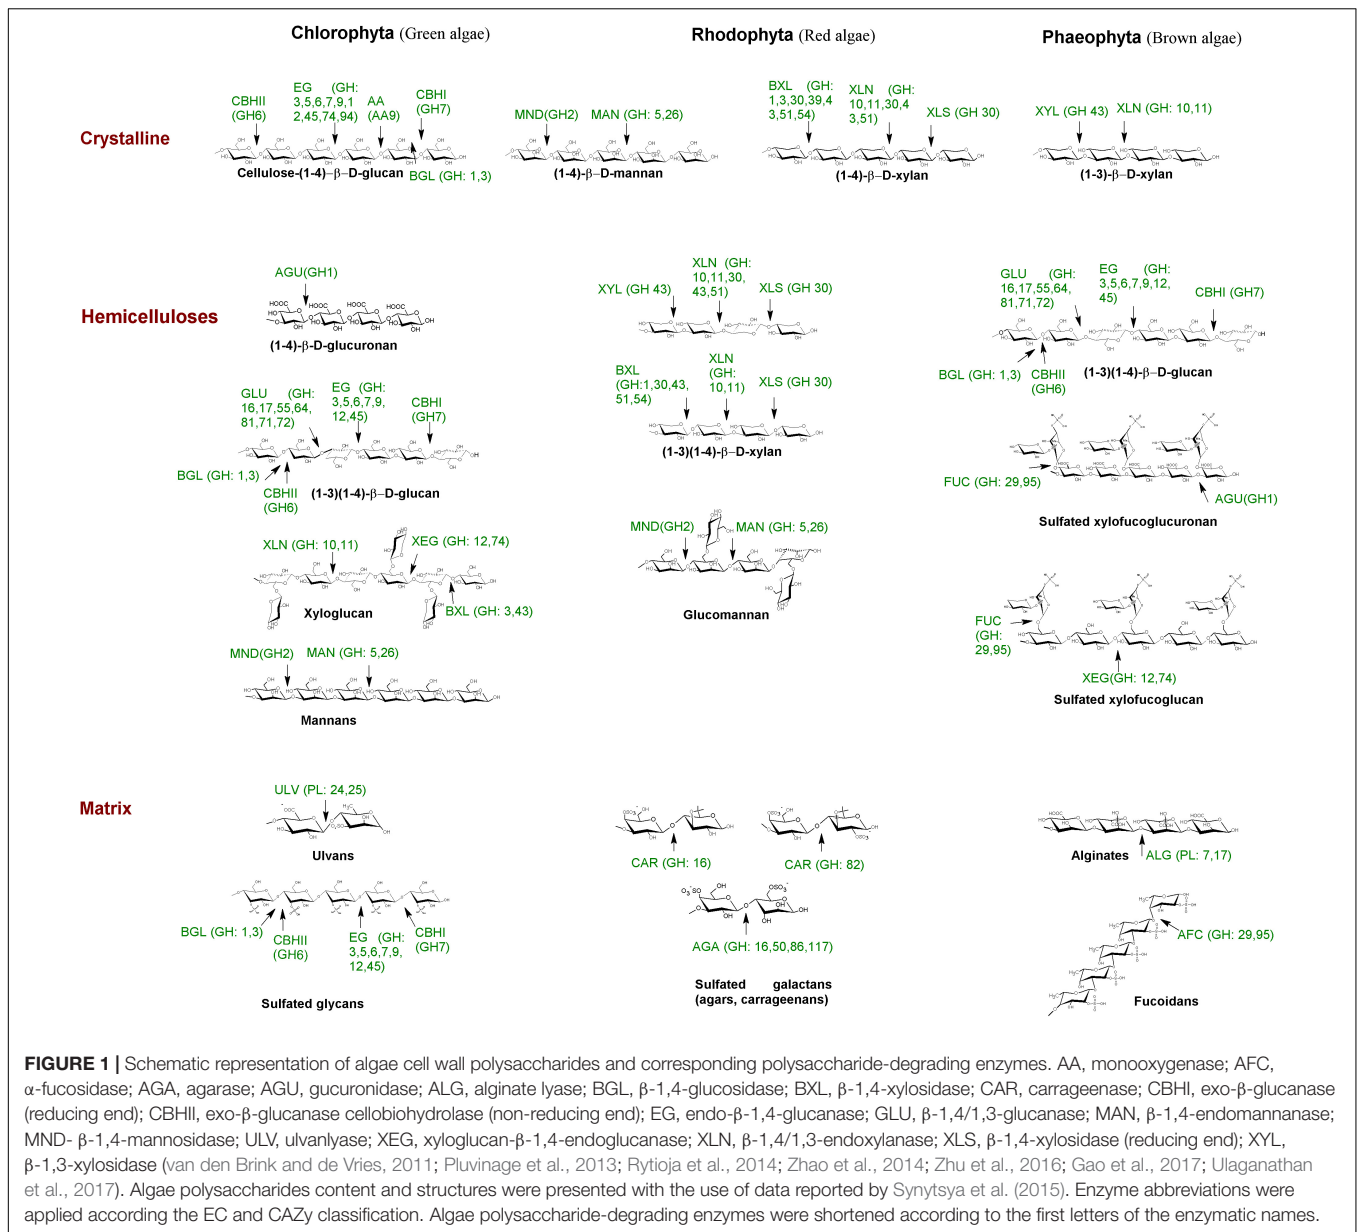 Chlorophyta (Green algae)
Rhodophyta (Red algae)
Phaeophyta (Brown algae)
Crystalline
CBHII
(GH6)
EG (GH:
3,5,6,7,9,1
2,45,74,94)
AA
(AA9)
CBHI
(GH7)
BGL (GH: 1,3)
Cellulose-(1-4)-β-D-glucan
MND(GH2)
MAN (GH: 5,26)
(1-4)-β-D-mannan
BXL (GH:
1,3,30,39,4
3,51,54)
XLN (GH:
10,11,30,4
3,51)
XLS (GH 30)
(1-4)-β-D-xylan
XYL (GH 43)
XLN (GH: 10,11)
(1-3)-β-D-xylan
Hemicelluloses
AGU(GH1)
(1-4)-β-D-glucuronan
GLU (GH:
16,17,55,64,
81,71,72)
EG (GH:
3,5,6,7,9,
12,45)
CBHI
(GH7)
BGL (GH: 1,3)
CBHII
(GH6)
(1-3)(1-4)-β-D-glucan
XLN (GH: 10,11)
XEG (GH: 12,74)
BXL (GH: 3,43)
Xyloglucan
MND(GH2)
MAN (GH: 5,26)
Mannans
XYL (GH 43)
XLN (GH:
10,11,30,
43,51)
XLS (GH 30)
BXL
(GH:1,30,43,
51,54)
XLN
(GH:
10,11)
XLS (GH 30)
(1-3)(1-4)-β-D-xylan
MND(GH2)
MAN (GH: 5,26)
Glucomannan
GLU (GH:
16,17,55,64,
81,71,72)
EG (GH:
3,5,6,7,9,12,
45)
CBHI (GH7)
BGL (GH: 1,3)
CBHII
(GH6)
(1-3)(1-4)-β-D-glucan
FUC (GH: 29,95)
AGU(GH1)
Sulfated xylofucoglucuronan
FUC
(GH:
29,95)
XEG(GH: 12,74)
Sulfated xylofucoglucan
Matrix
ULV (PL: 24,25)
Ulvans
BGL (GH: 1,3)
CBHII
(GH6)
EG (GH:
3,5,6,7,9,
12,45)
CBHI
(GH7)
Sulfated glycans
CAR (GH: 16)
CAR (GH: 82)
AGA (GH: 16,50,86,117)
Sulfated galactans
(agars, carrageenans)
Alginates
ALG (PL: 7,17)
AFC (GH: 29,95)
Fucoidans
FIGURE 1 | Schematic representation of algae cell wall polysaccharides and corresponding polysaccharide-degrading enzymes. AA, monooxygenase; AFC,
α-fucosidase; AGA, agarase; AGU, gucuronidase; ALG, alginate lyase; BGL, β-1,4-glucosidase; BXL, β-1,4-xylosidase; CAR, carrageenase; CBHI, exo-β-glucanase
(reducing end); CBHII, exo-β-glucanase cellobiohydrolase (non-reducing end); EG, endo-β-1,4-glucanase; GLU, β-1,4/1,3-glucanase; MAN, β-1,4-endomannanase;
MND- β-1,4-mannosidase; ULV, ulvanlyase; XEG, xyloglucan-β-1,4-endoglucanase; XLN, β-1,4/1,3-endoxylanase; XLS, β-1,4-xylosidase (reducing end); XYL,
β-1,3-xylosidase (van den Brink and de Vries, 2011; Pluvinage et al., 2013; Rytioja et al., 2014; Zhao et al., 2014; Zhu et al., 2016; Gao et al., 2017; Ulaganathan
et al., 2017). Algae polysaccharides content and structures were presented with the use of data reported by Synytsya et al. (2015). Enzyme abbreviations were
applied according the EC and CAZy classification. Algae polysaccharide-degrading enzymes were shortened according to the first letters of the enzymatic names.